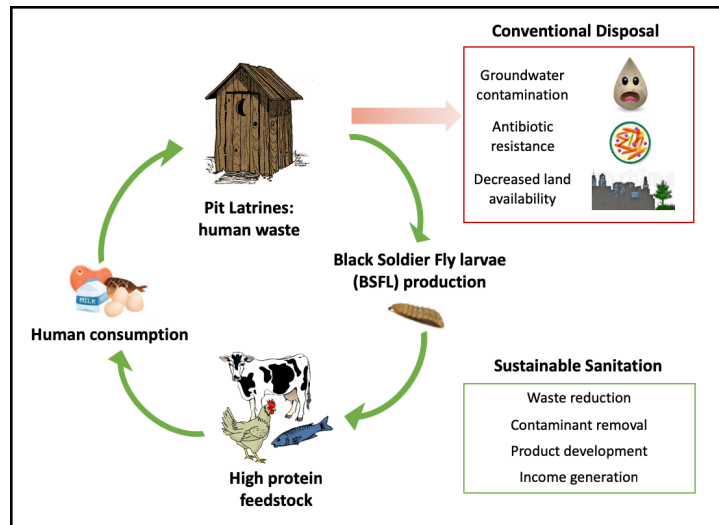 Conventional Disposal
Groundwater
contamination
Antibiotic
resistance
Decreased land
availability
Pit Latrines:
human waste
Black Soldier Fly larvae
(BSFL) production
MILK
Human consumption
High protein
feedstock
Sustainable Sanitation
Waste reduction
Contaminant removal
Product development
Income generation